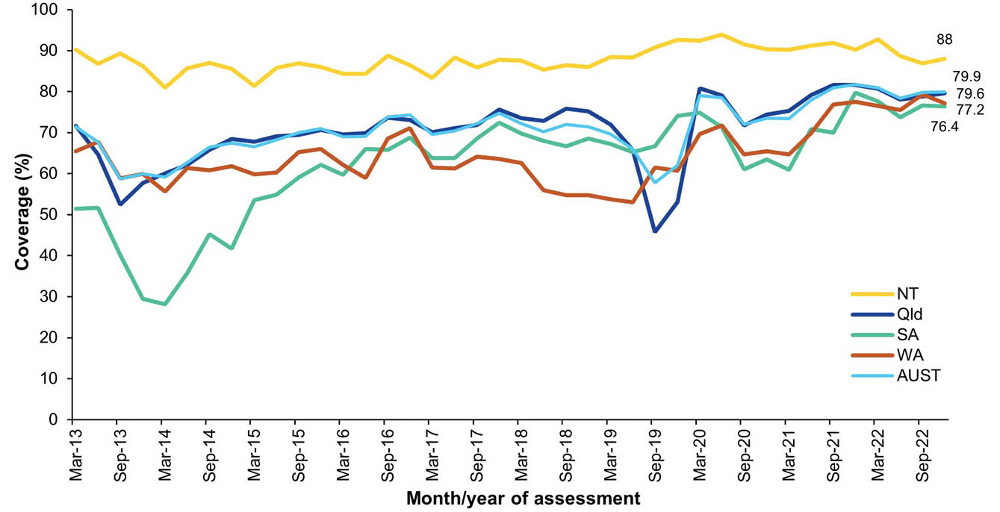 100
90
80
70
60
50
40
30
20
10
0
Coverage (%)
88
79.9
79.6
77.2
76.4
NT
Qld
SA
WA
AUST
Mar-13
Sep-13
Mar-14
Sep-14
Mar-15
Sep-15
Mar-16
Sep-16
Mar-17
Sep-17
Mar-18
Sep-18
Mar-19
Sep-19
Mar-20
Sep-20
Mar-21
Sep-21
Mar-22
Sep-22
Month/year of assessment